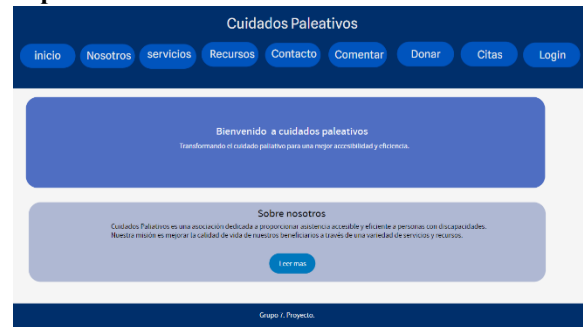 Cuidados Paleativos
inicio Nosotros servicios Recursos Contacto Comentar Donar Citas Login
Bienvenido a cuidados paleativos
Transformando el cuidado paliativo para una mejor accesibilidad y eficiencia.
Sobre nosotros
Cuidados Paliativos es una asociación dedicada a proporcionar asistencia accesible y eficiente a personas con discapacidades.
Nuestra misión es mejorar la calidad de vida de nuestros beneficiarios a través de una variedad de servicios y recursos.
Leer mas
Grupo 7. Proyecto.